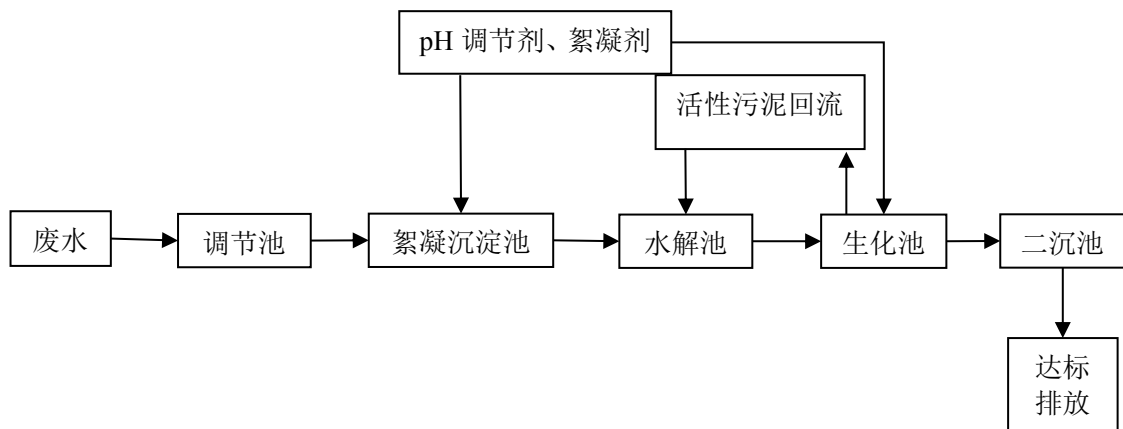 pH 调节剂、絮凝剂
活性污泥回流
废水
调节池
絮凝沉淀池
水解池
生化池
二沉池
达标
排放